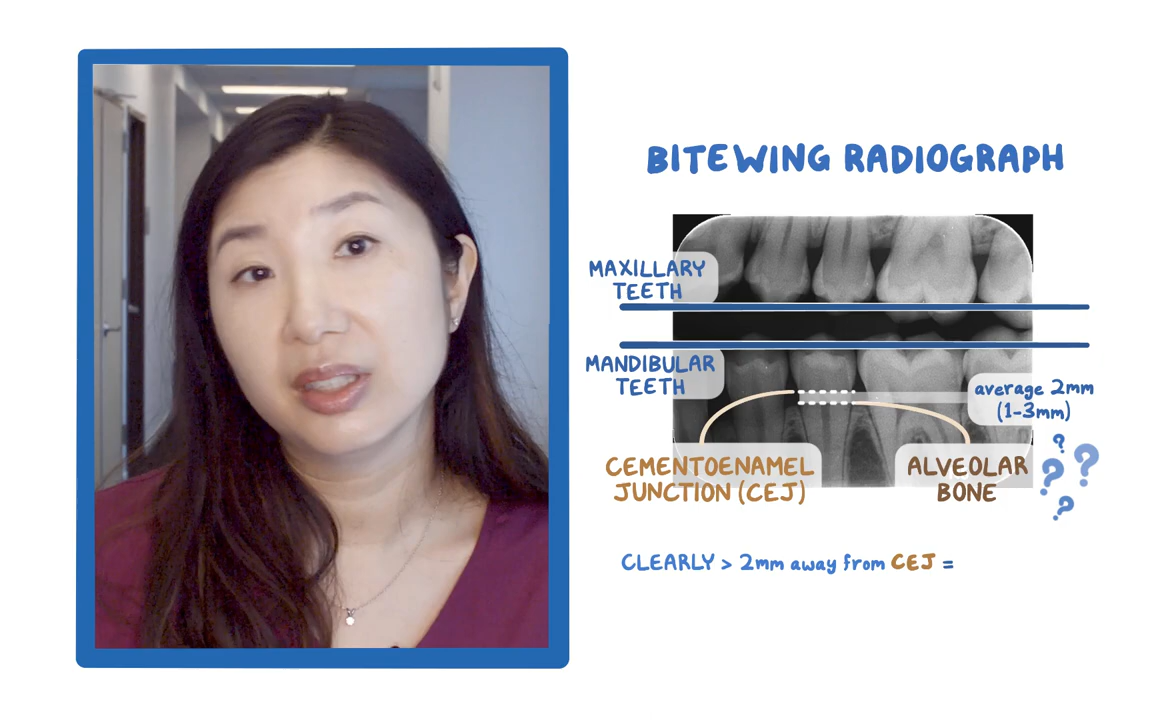 BITEWING RADIOGRAPH
MAXILLARY
TEETH
MANDIBULAR
TEETH
average 2mm
(1-3mm)
CEMENTOENAMEL
JUNCTION (CEJ)
ALVEOLAR
BONE
? ? ? ?
CLEARLY > 2mm away from CEJ =